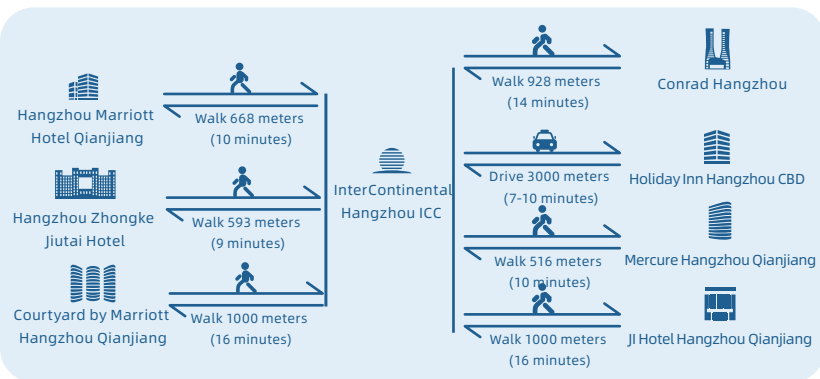 Hangzhou Marriott
Hotel Qianjiang
Walk 668 meters
(10 minutes)
Hangzhou Zhongke
Jiutai Hotel
Walk 593 meters
(9 minutes)
Courtyard by Marriott
Hangzhou Qianjiang
Walk 1000 meters
(16 minutes)
InterContinental
Hangzhou ICC
Walk 928 meters
(14 minutes)
Conrad Hangzhou
Drive 3000 meters
(7-10 minutes)
Holiday Inn Hangzhou CBD
Walk 516 meters
(10 minutes)
Mercure Hangzhou Qianjiang
Walk 1000 meters
(16 minutes)
JI Hotel Hangzhou Qianjiang